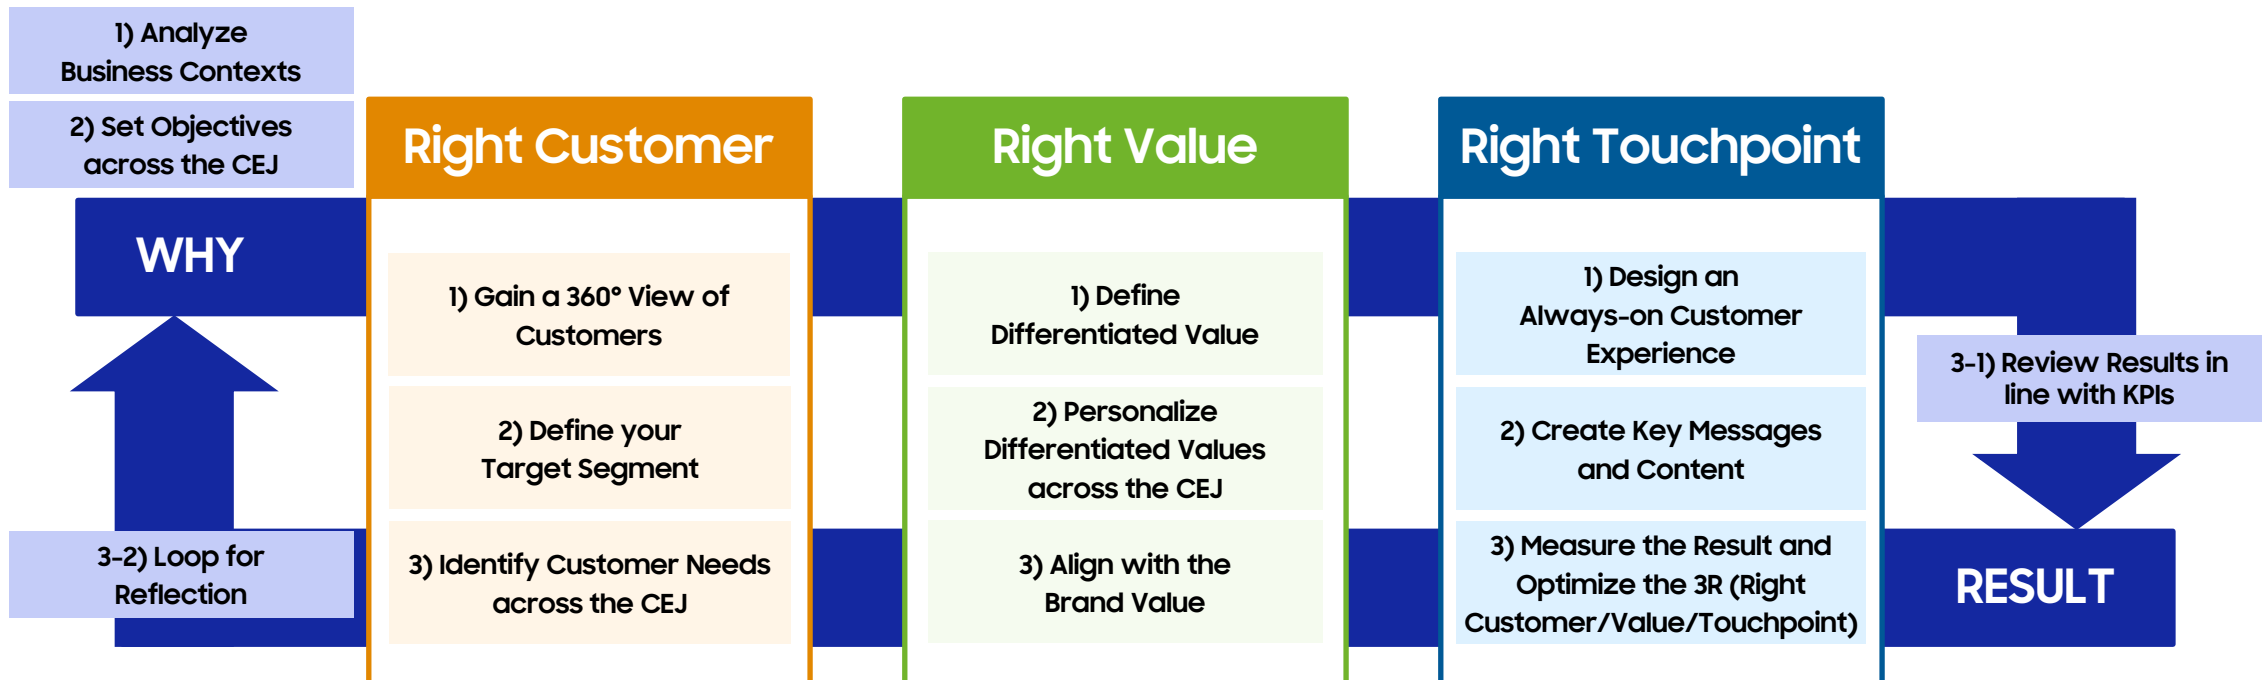 1) Analyze
Business Contexts
2) Set Objectives
across the CEJ
WHY
3-2) Loop for
Reflection
Right Customer
1) Gain a 360° View of
Customers
2) Define your
Target Segment
3) Identify Customer Needs
across the CEJ
Right Value
1) Define
Differentiated Value
2) Personalize
Differentiated Values
across the CEJ
3) Align with the
Brand Value
Right Touchpoint
1) Design an
Always-on Customer
Experience
2) Create Key Messages
and Content
3) Measure the Result and
Optimize the 3R (Right
Customer/Value/Touchpoint)
3-1) Review Results in
line with KPIs
RESULT